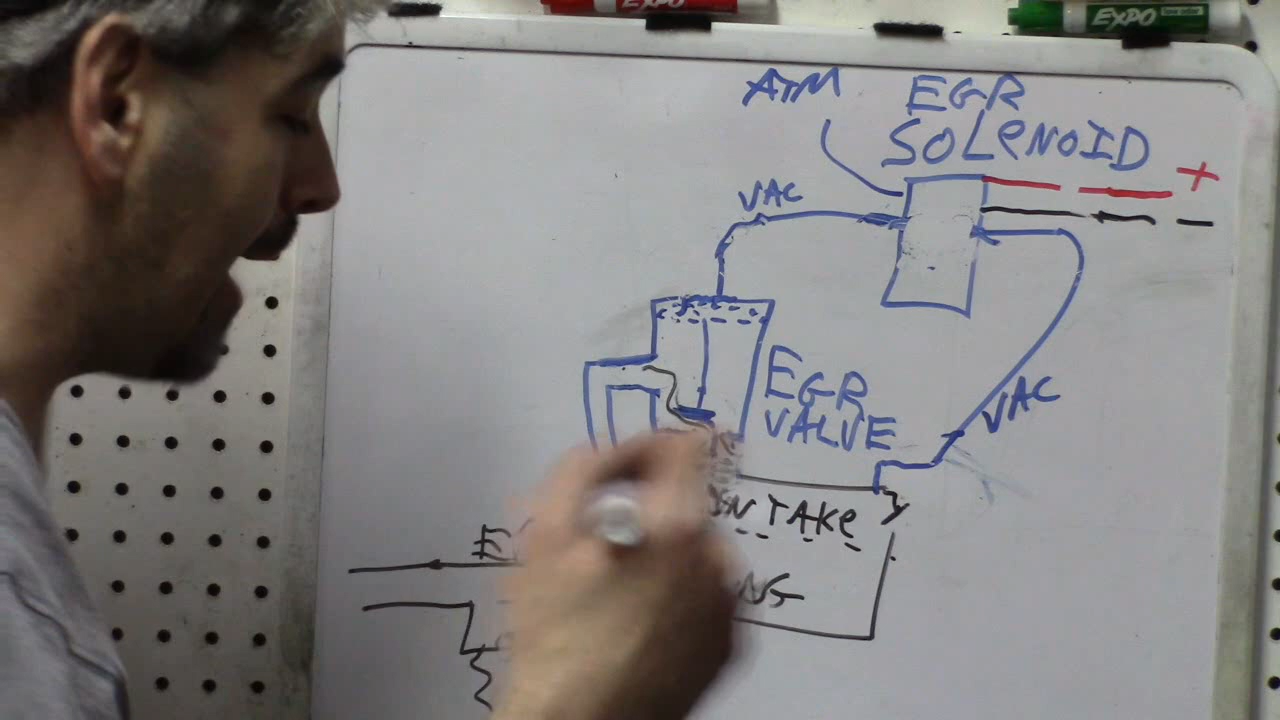 EXPO
EXPO
ATM
EGR
SOLENOID
+
VAC
-
EGR
VALVE
VAC
INTAKE